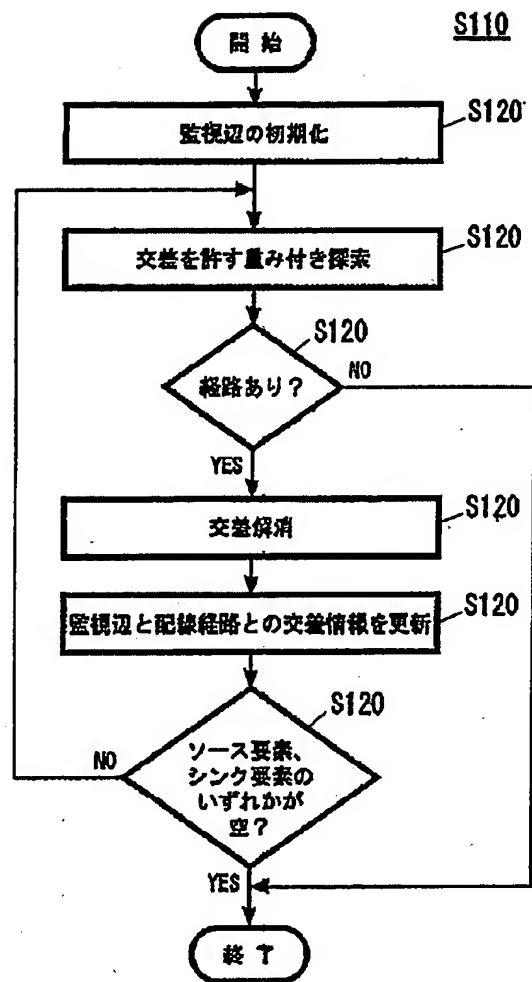 S110
開 始
S120
監視辺の初期化
S120
交差を許す重み付き探索
S120
経路あり?
NO
YES
S120
交差解消
S120
監視辺と配線経路との交差情報を更新
S120
NO
ソース要素、
シンク要素の
いずれかが
空?
YES
終 了